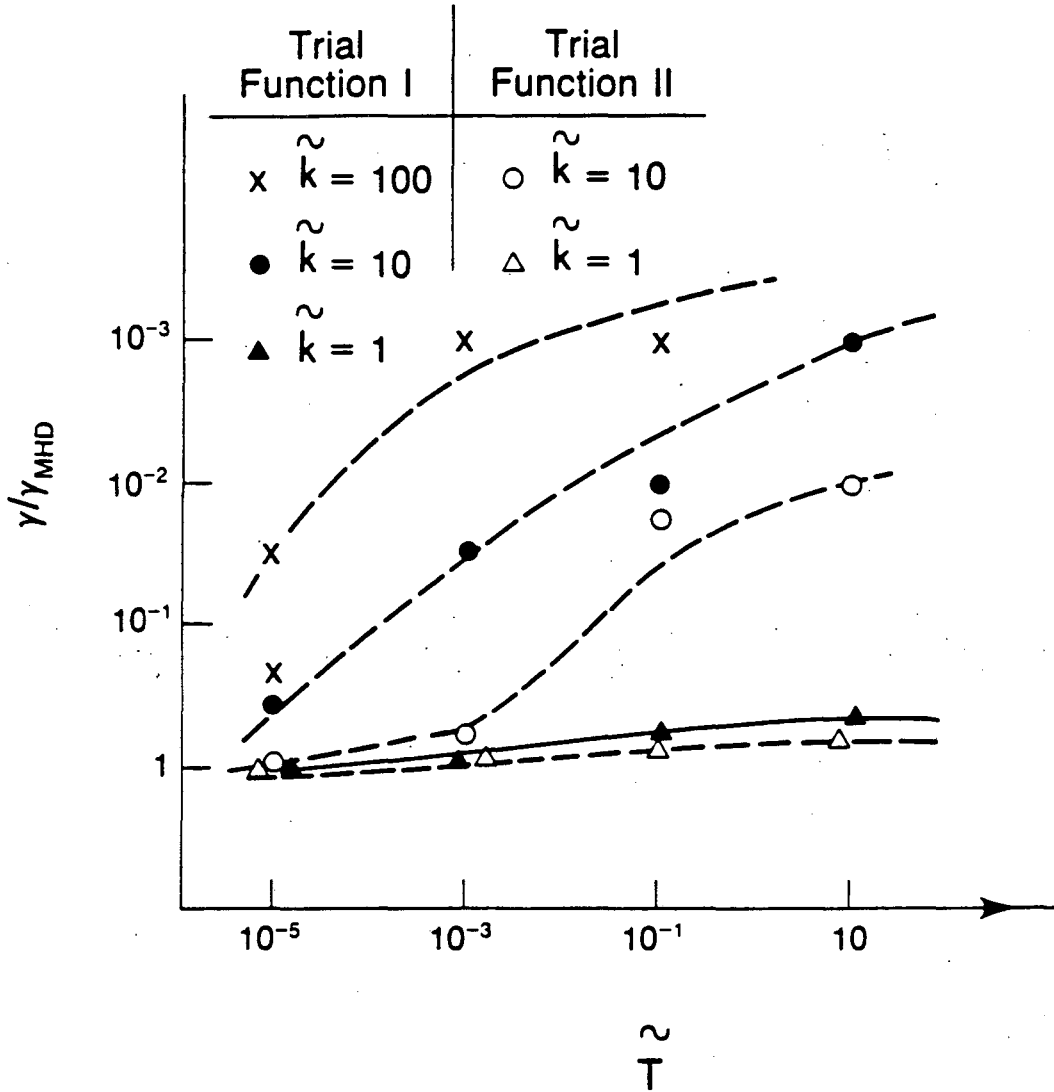 Trial Function I
Trial Function II
x k̃ = 100
○ k̃ = 10
● k̃ = 10
△ k̃ = 1
▲ k̃ = 1
γ/γMHD
10⁻³
10⁻²
10⁻¹
1
10⁻⁵
10⁻³
10⁻¹
10
T̃